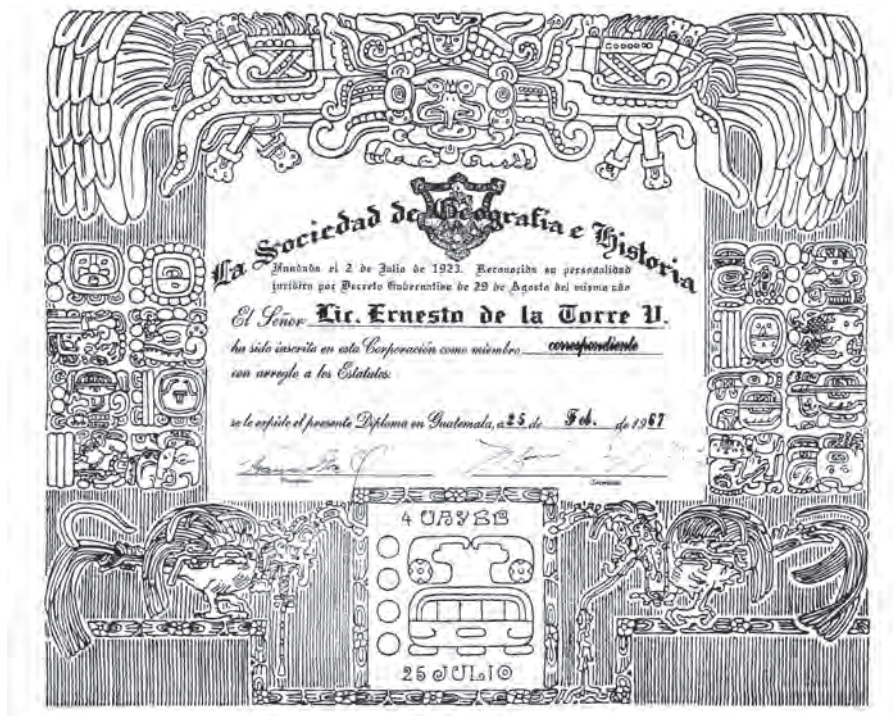 La Sociedad de Geografía e Historia
Fundada el 2 de Julio de 1923. Reconocida su personalidad
jurídica por Decreto Gubernativo de 29 de Agosto del mismo año
El Señor Lic. Ernesto de la Torre V.
ha sido inscrito en esta Corporación como miembro correspondiente
con arreglo a los Estatutos.
se le expide el presente Diploma en Guatemala, a 25 de Feb. de 1967
Presidente Secretario
4 UAYEB
25 JULIO